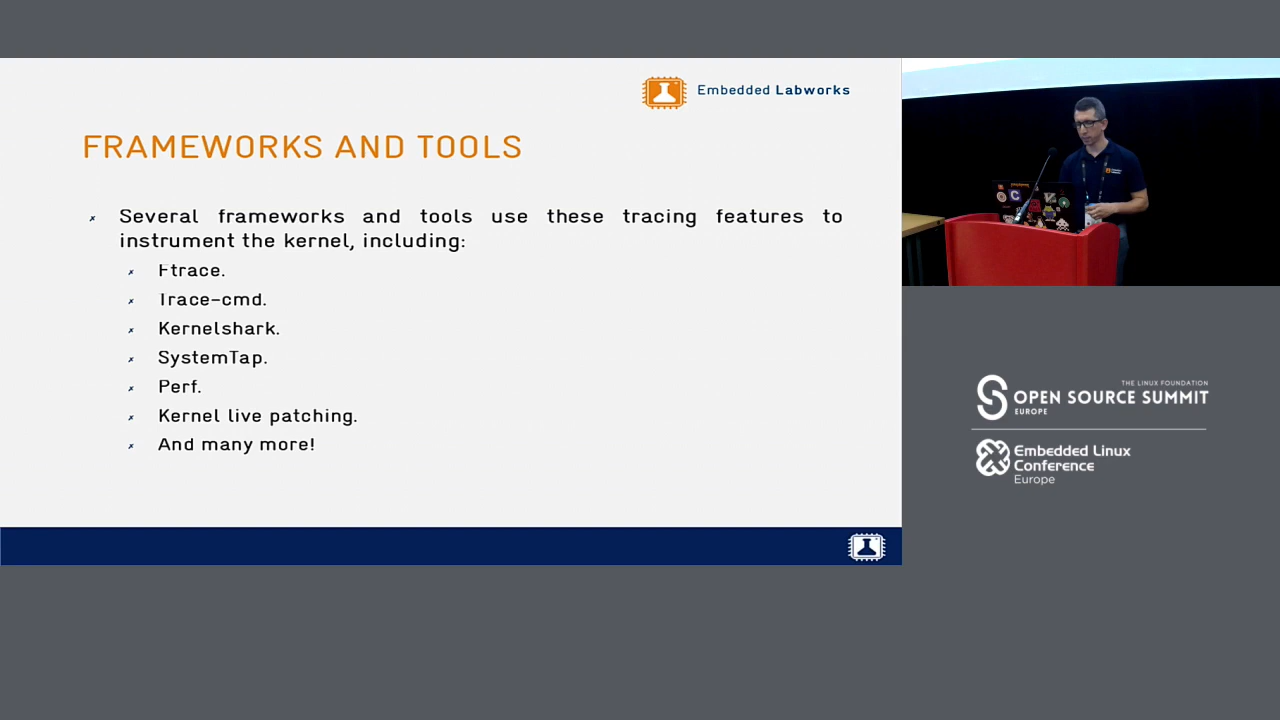 Embedded Labworks
FRAMEWORKS AND TOOLS
Several frameworks and tools use these tracing features to
instrument the kernel, including:
Ftrace.
Trace-cmd.
Kernelshark.
SystemTap.
Perf.
Kernel live patching.
And many more!
THE LINUX FOUNDATION
OPEN SOURCE SUMMIT
EUROPE
Embedded Linux
Conference
Europe